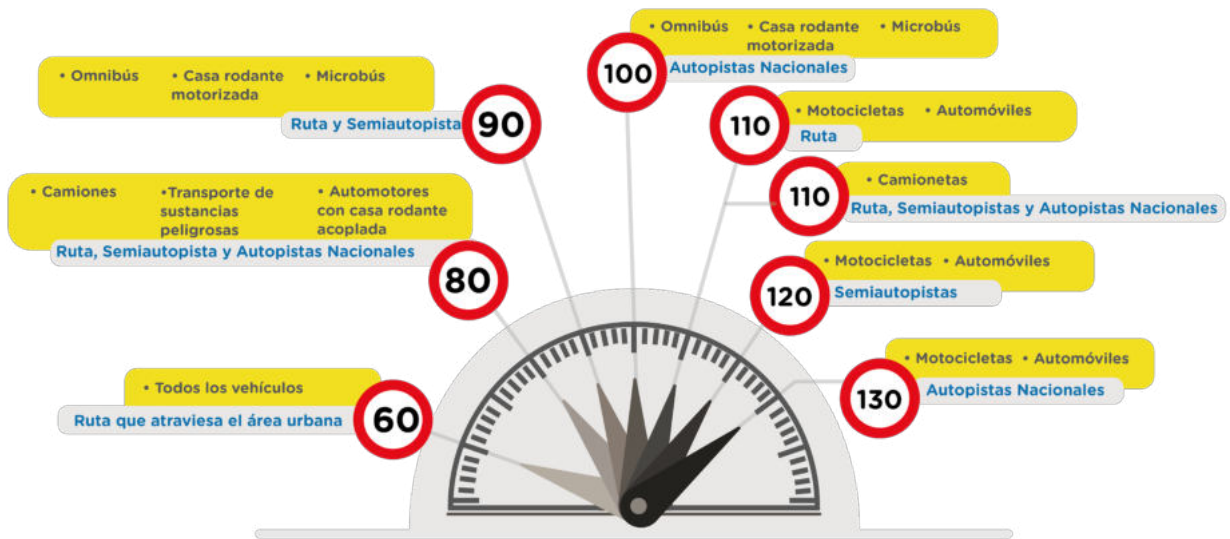 • Omnibús • Casa rodante • Microbús
motorizada
Autopistas Nacionales
100
• Omnibús • Casa rodante • Microbús
motorizada
Ruta y Semiautopista
90
• Motocicletas • Automóviles
Ruta
110
• Camionetas
Ruta, Semiautopistas y Autopistas Nacionales
110
• Camiones •Transporte de • Automotores
sustancias con casa rodante
peligrosas acoplada
Ruta, Semiautopista y Autopistas Nacionales
80
• Motocicletas • Automóviles
Semiautopistas
120
• Motocicletas • Automóviles
Autopistas Nacionales
130
• Todos los vehículos
Ruta que atraviesa el área urbana
60